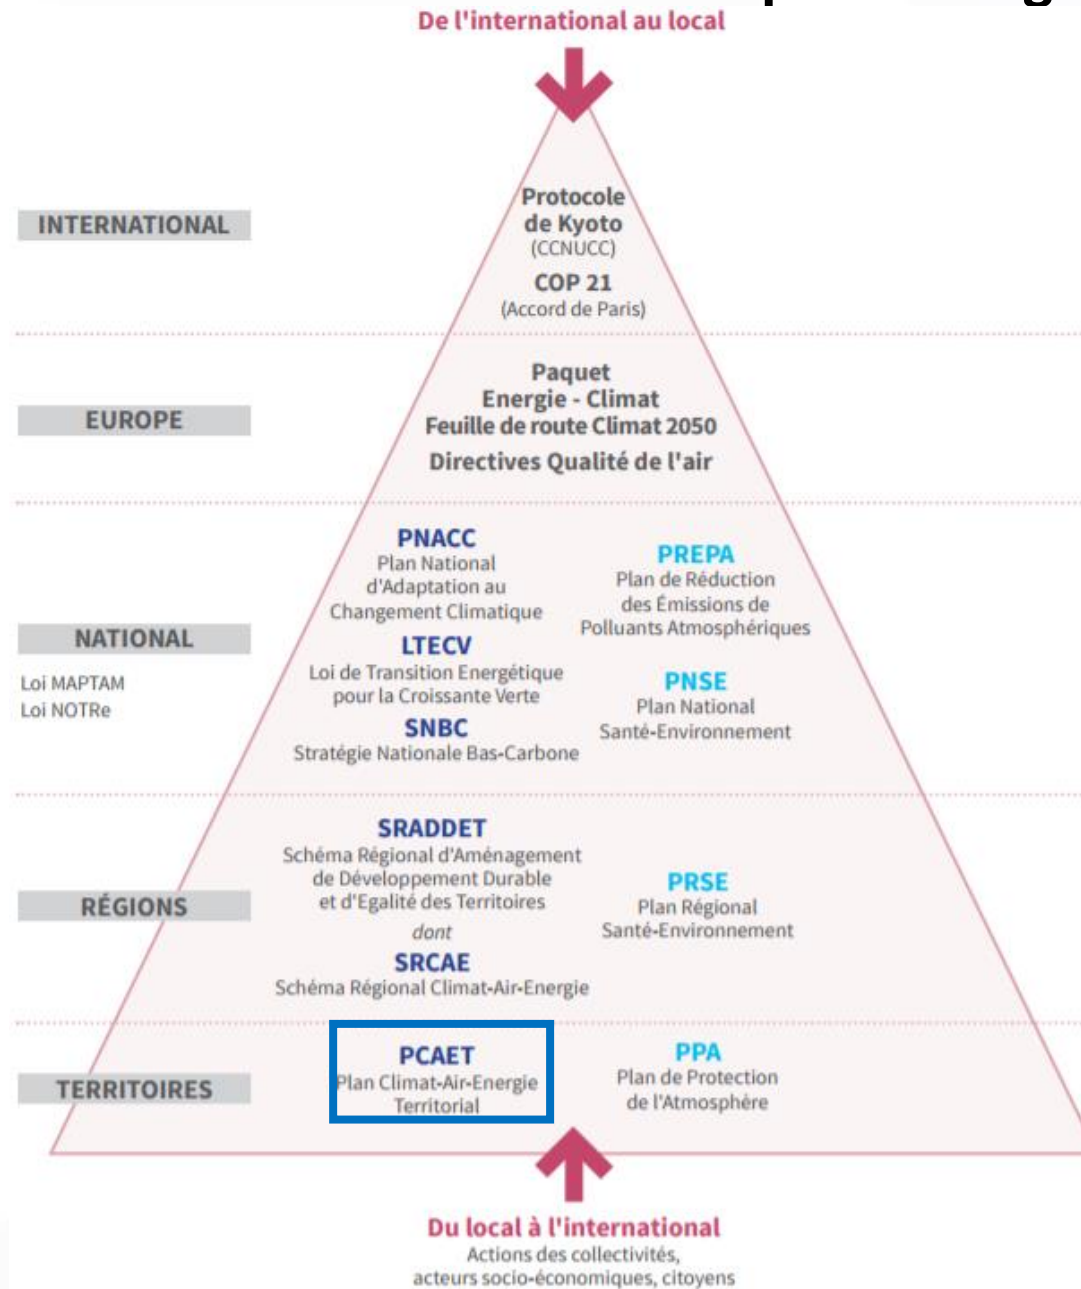 De l'international au local
INTERNATIONAL
Protocole
de Kyoto
(CCNUCC)
COP 21
(Accord de Paris)
EUROPE
Paquet
Energie - Climat
Feuille de route Climat 2050
Directives Qualité de l'air
NATIONAL
Loi MAPTAM
Loi NOTRe
PNACC
Plan National
d'Adaptation au
Changement Climatique
LTECV
Loi de Transition Energétique
pour la Croissante Verte
SNBC
Stratégie Nationale Bas-Carbone
PREPA
Plan de Réduction
des Émissions de
Polluants Atmosphériques
PNSE
Plan National
Santé-Environnement
RÉGIONS
SRADDET
Schéma Régional d'Aménagement
de Développement Durable
et d'Egalité des Territoires
dont
SRCAE
Schéma Régional Climat-Air-Energie
PRSE
Plan Régional
Santé-Environnement
TERRITOIRES
PCAET
Plan Climat-Air-Energie
Territorial
PPA
Plan de Protection
de l'Atmosphère
Du local à l'international
Actions des collectivités,
acteurs socio-économiques, citoyens